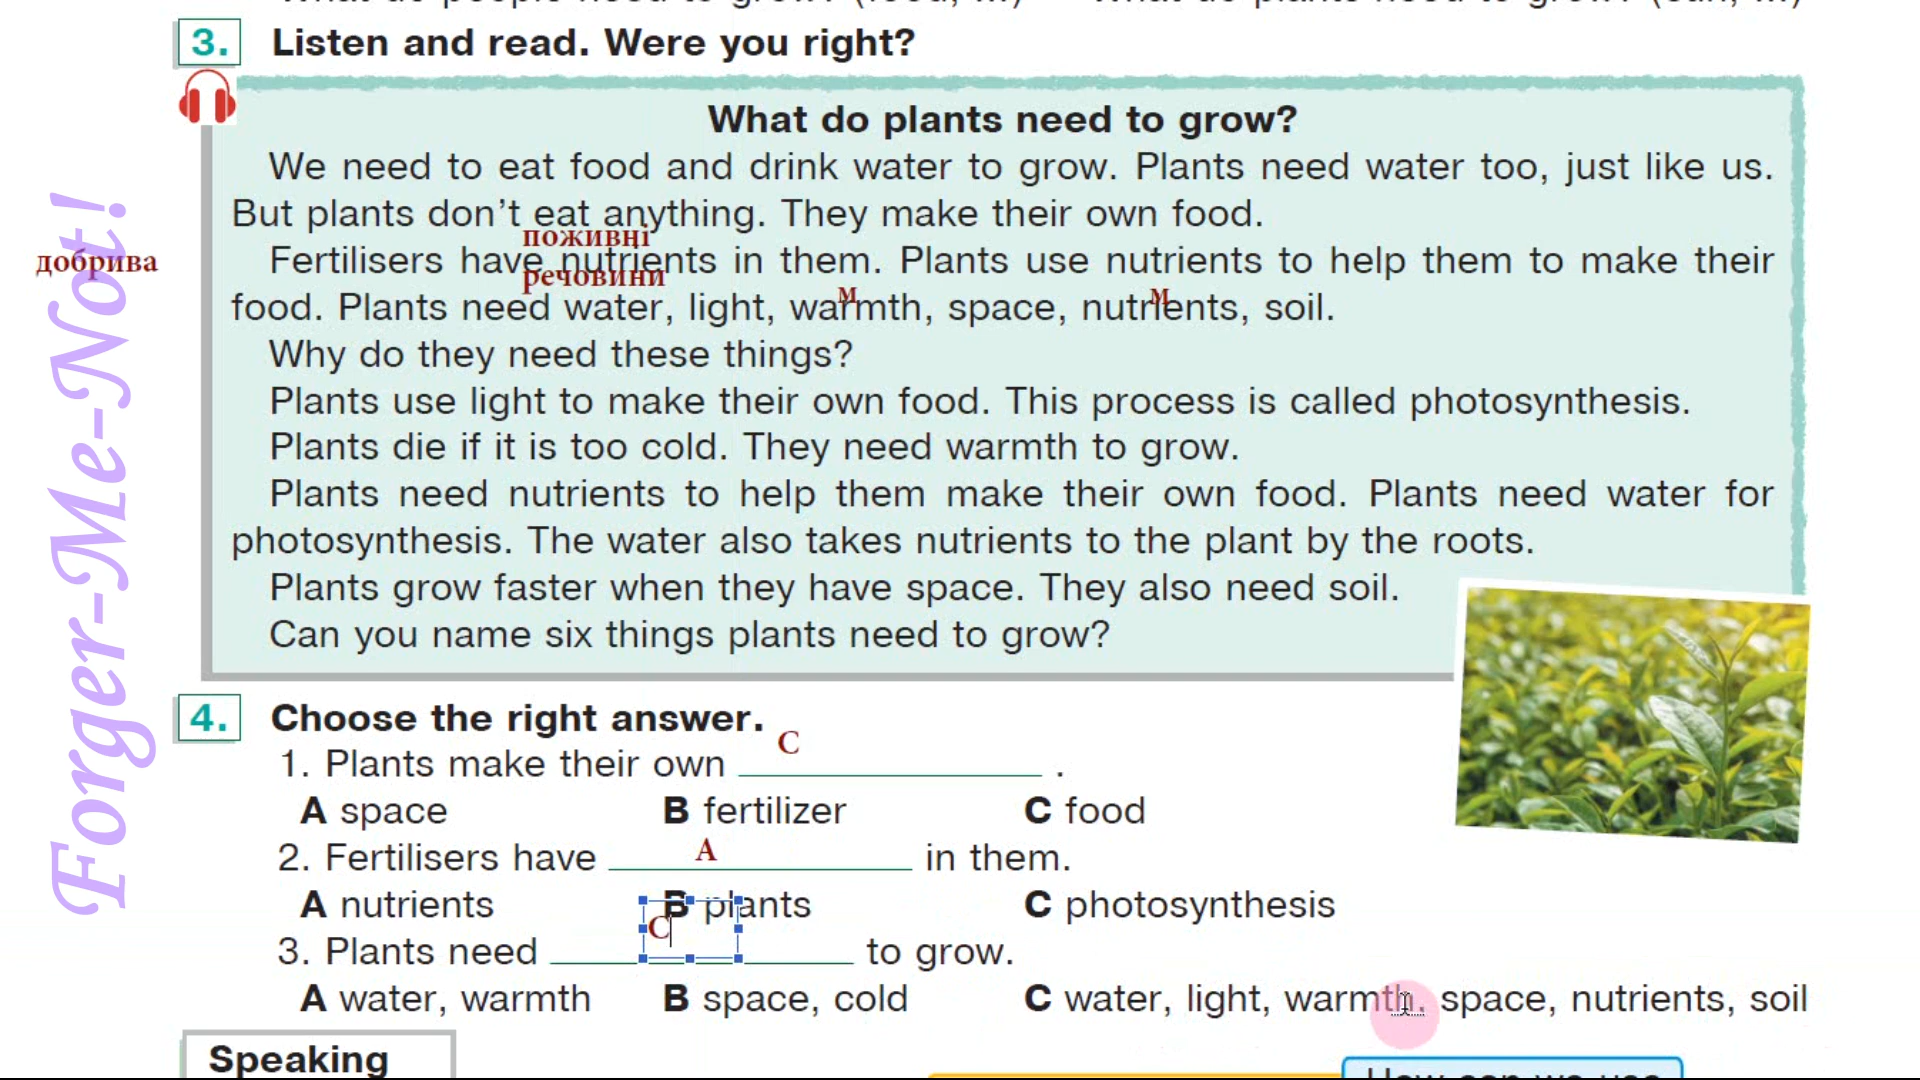 3. Listen and read. Were you right?
What do plants need to grow?
We need to eat food and drink water to grow. Plants need water too, just like us.
But plants don't eat anything. They make their own food.
поживні
добрива
Fertilisers have nutrients in them. Plants use nutrients to help them to make their
речовини
м
м
food. Plants need water, light, warmth, space, nutrients, soil.
Why do they need these things?
Plants use light to make their own food. This process is called photosynthesis.
Plants die if it is too cold. They need warmth to grow.
Plants need nutrients to help them make their own food. Plants need water for
photosynthesis. The water also takes nutrients to the plant by the roots.
Plants grow faster when they have space. They also need soil.
Can you name six things plants need to grow?
Forger-Me-Not!
4. Choose the right answer.
C
1. Plants make their own .
A space B fertilizer C food
A
2. Fertilisers have in them.
A nutrients B plants C photosynthesis
C
3. Plants need to grow.
A water, warmth B space, cold C water, light, warmth, space, nutrients, soil
Speaking